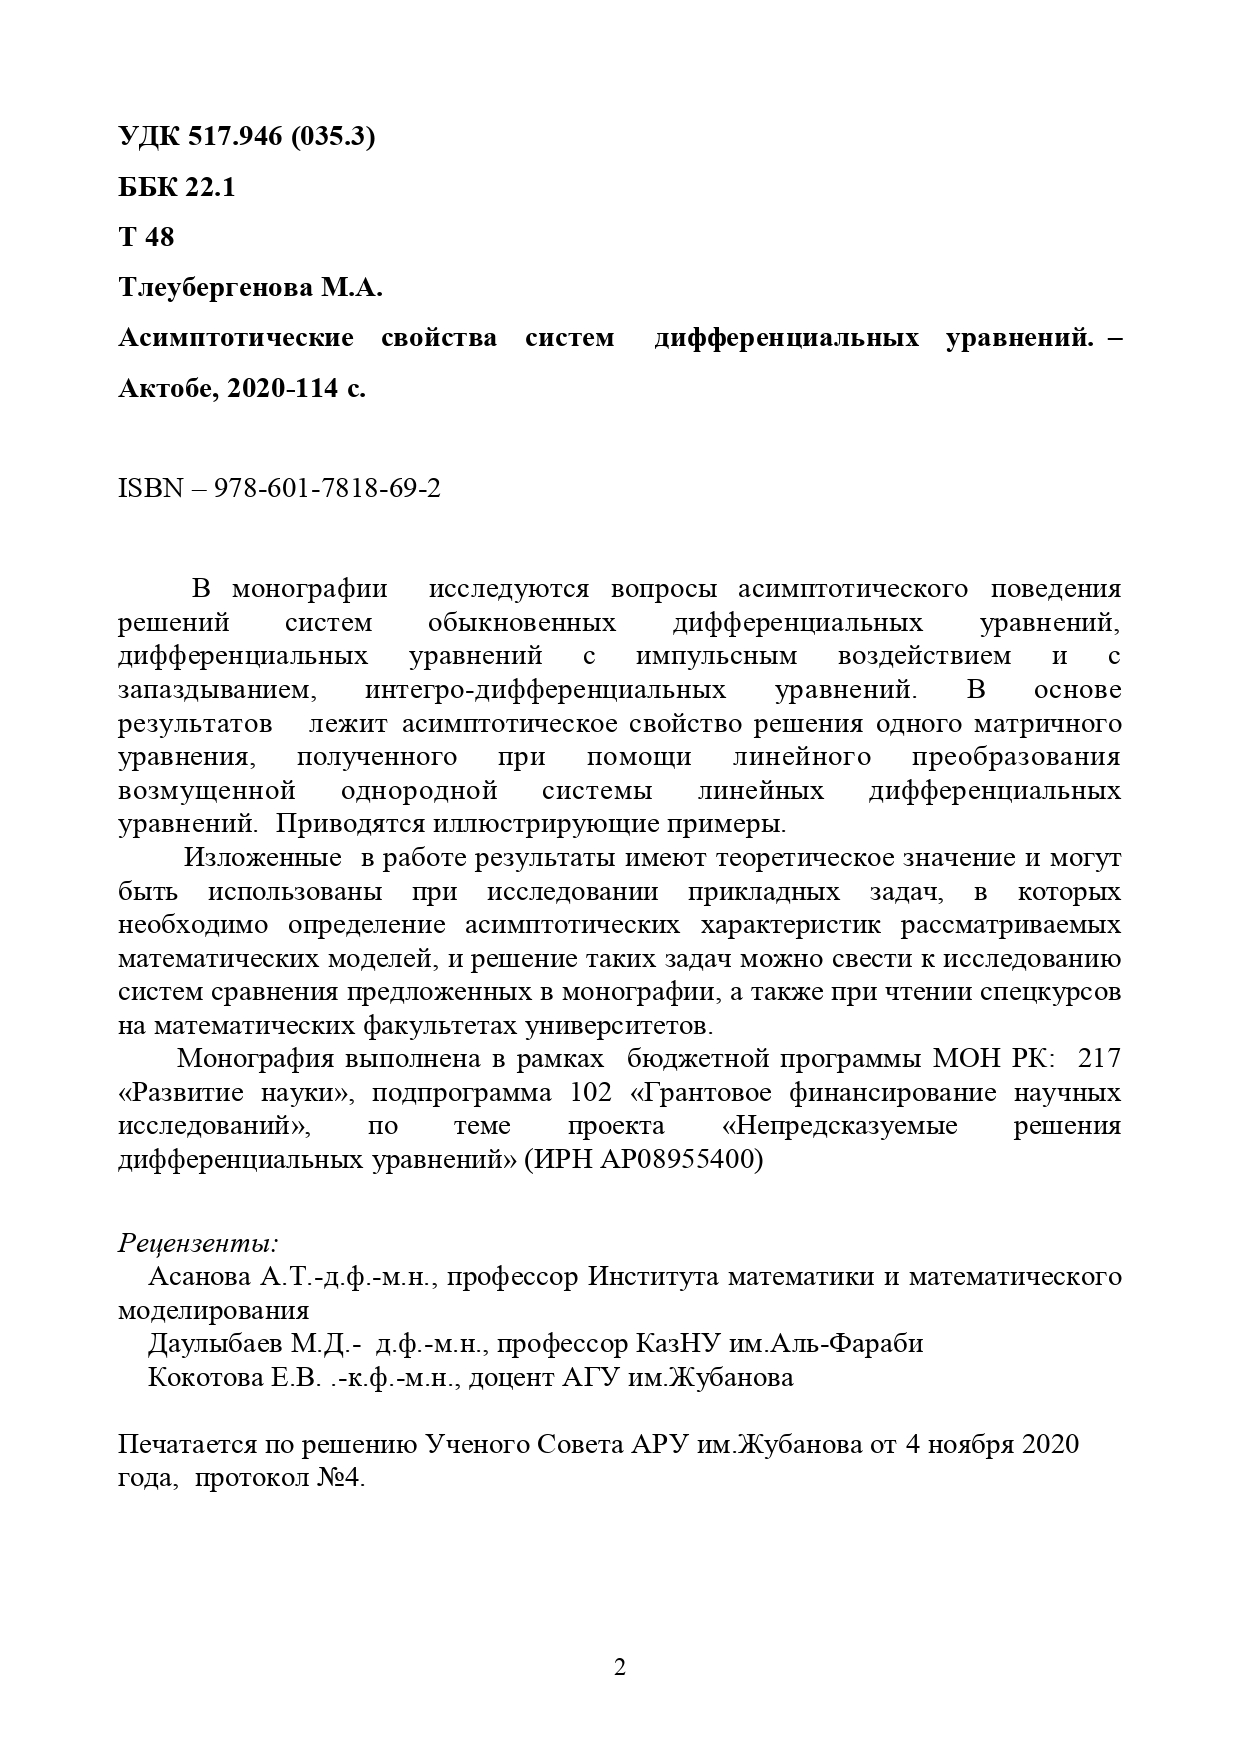 УДК 517.946 (035.3)
ББК 22.1
Т 48
Тлеубергенова М.А.
Асимптотические свойства систем дифференциальных уравнений. –
Актобе, 2020-114 с.
ISBN – 978-601-7818-69-2
В монографии исследуются вопросы асимптотического поведения
решений систем обыкновенных дифференциальных уравнений,
дифференциальных уравнений с импульсным воздействием и с
запаздыванием, интегро-дифференциальных уравнений. В основе
результатов лежит асимптотическое свойство решения одного матричного
уравнения, полученного при помощи линейного преобразования
возмущенной однородной системы линейных дифференциальных
уравнений. Приводятся иллюстрирующие примеры.
Изложенные в работе результаты имеют теоретическое значение и могут
быть использованы при исследовании прикладных задач, в которых
необходимо определение асимптотических характеристик рассматриваемых
математических моделей, и решение таких задач можно свести к исследованию
систем сравнения предложенных в монографии, а также при чтении спецкурсов
на математических факультетах университетов.
Монография выполнена в рамках бюджетной программы МОН РК: 217
«Развитие науки», подпрограмма 102 «Грантовое финансирование научных
исследований», по теме проекта «Непредсказуемые решения
дифференциальных уравнений» (ИРН АР08955400)
Рецензенты:
Асанова А.Т.-д.ф.-м.н., профессор Института математики и математического
моделирования
Даулыбаев М.Д.- д.ф.-м.н., профессор КазНУ им.Аль-Фараби
Кокотова Е.В. .-к.ф.-м.н., доцент АГУ им.Жубанова
Печатается по решению Ученого Совета АРУ им.Жубанова от 4 ноября 2020
года, протокол №4.
2